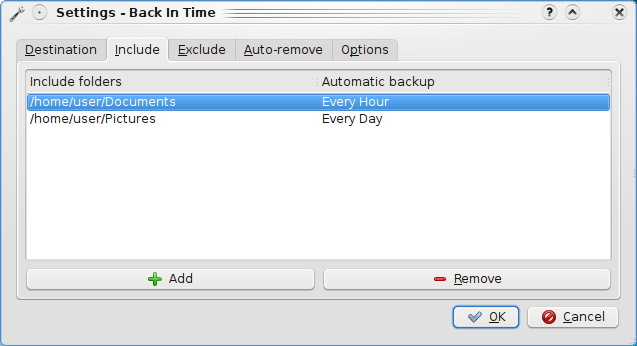 Settings - Back In Time
Destination Include Exclude Auto-remove Options
Include folders Automatic backup
/home/user/Documents Every Hour
/home/user/Pictures Every Day
Add Remove
OK Cancel